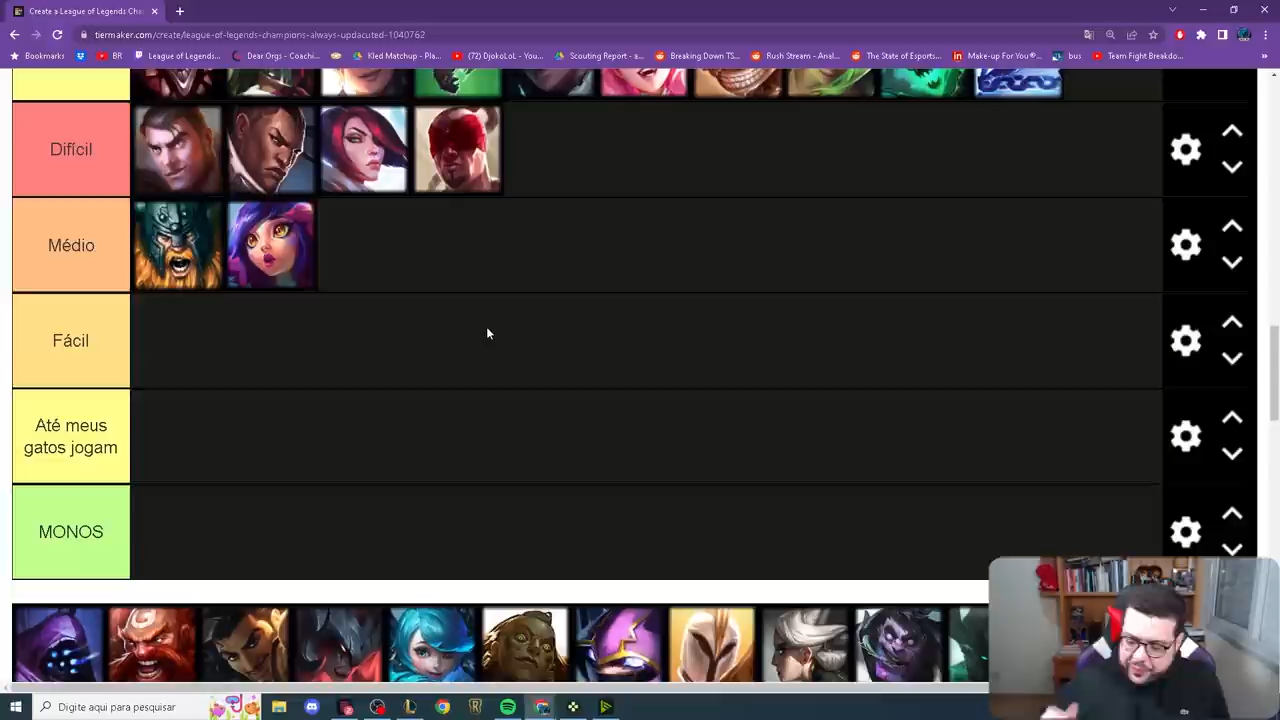 Create a League of Legends Cha
tiermaker.com/create/league-of-legends-champions-always-updacuted-1040762
Bookmarks
BR
League of Legends...
Dear Orgs - Coachi...
Kled Matchup - Pla...
(72) DjokoLoL - You...
Scouting Report - a...
Breaking Down TS...
Rush Stream - Anal...
The State of Esports...
Make-up For You ®...
bus
Team Fight Breakdo...
Difícil
Médio
Fácil
Até meus
gatos jogam
MONOS
Digite aqui para pesquisar